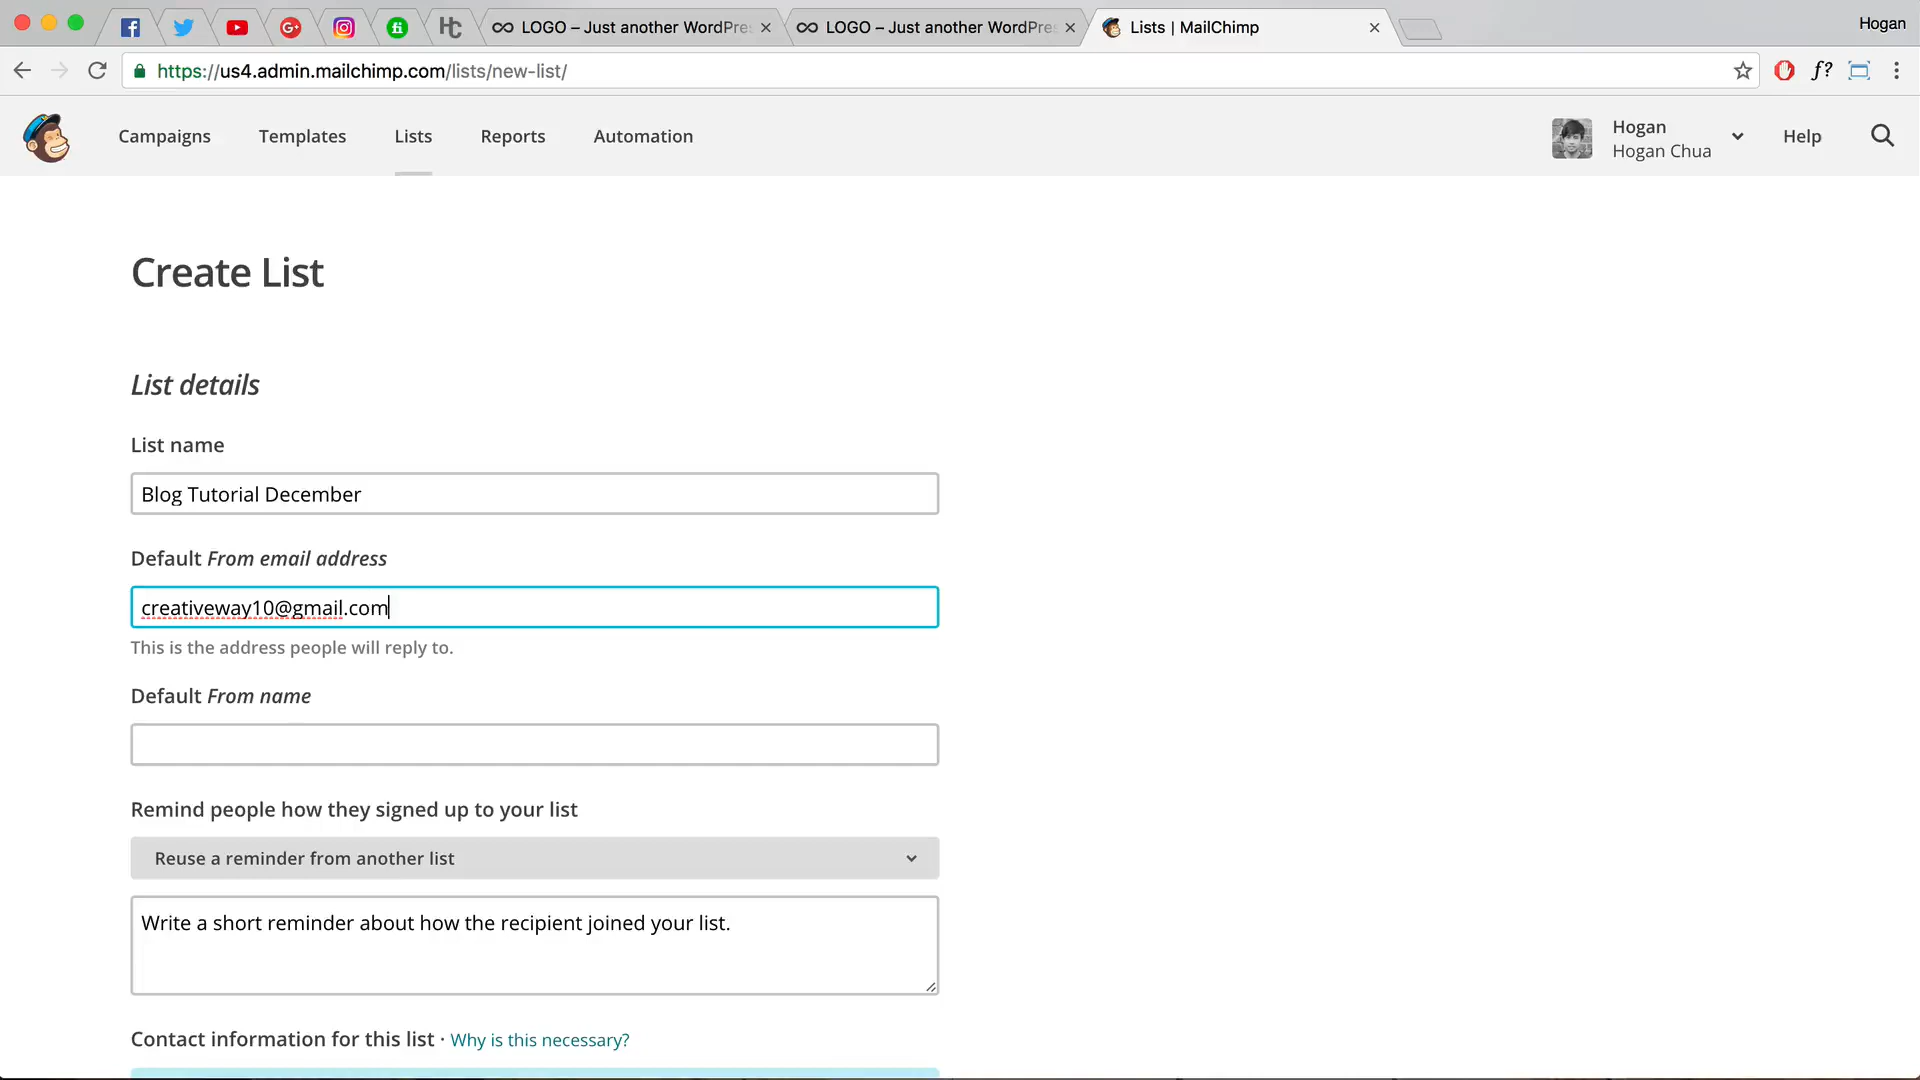 LOGO – Just another WordPres
LOGO – Just another WordPres
Lists | MailChimp
Hogan
https://us4.admin.mailchimp.com/lists/new-list/
f?
Campaigns
Templates
Lists
Reports
Automation
Hogan
Hogan Chua
Help
Create List
List details
List name
Blog Tutorial December
Default From email address
creativeway10@gmail.com
This is the address people will reply to.
Default From name
Remind people how they signed up to your list
Reuse a reminder from another list
Write a short reminder about how the recipient joined your list.
Contact information for this list · Why is this necessary?